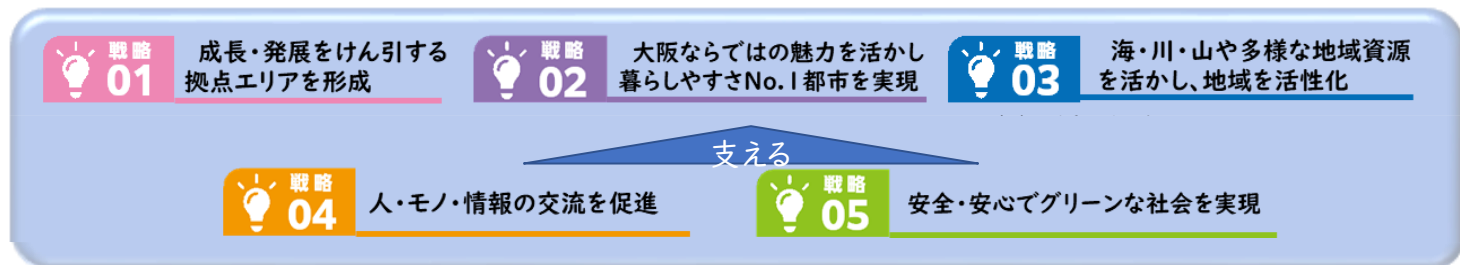 戦略
01
成長・発展をけん引する
拠点エリアを形成
戦略
02
大阪ならではの魅力を活かし
暮らしやすさNo.1都市を実現
戦略
03
海・川・山や多様な地域資源
を活かし、地域を活性化
支える
戦略
04
人・モノ・情報の交流を促進
戦略
05
安全・安心でグリーンな社会を実現